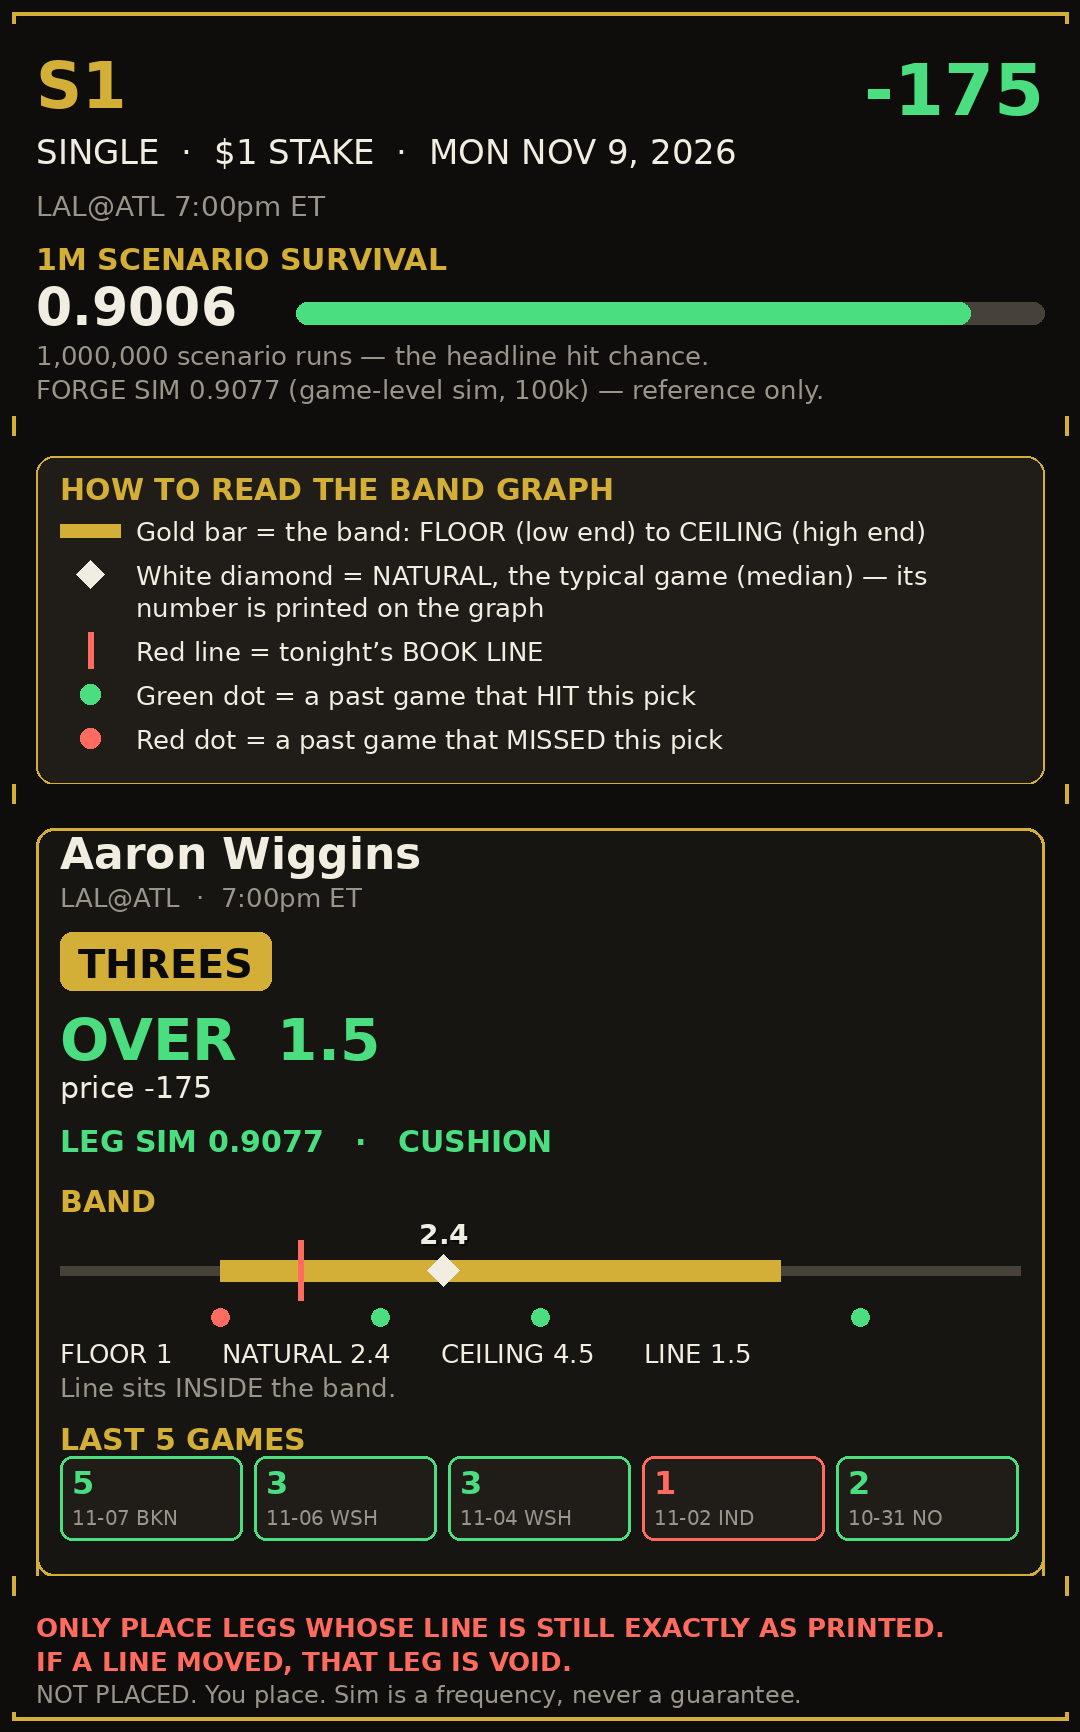 S1
-175
SINGLE · $1 STAKE · MON NOV 9, 2026
LAL@ATL 7:00pm ET
1M SCENARIO SURVIVAL
0.9006
1,000,000 scenario runs — the headline hit chance.
FORGE SIM 0.9077 (game-level sim, 100k) — reference only.
HOW TO READ THE BAND GRAPH
Gold bar = the band: FLOOR (low end) to CEILING (high end)
White diamond = NATURAL, the typical game (median) — its
number is printed on the graph
Red line = tonight’s BOOK LINE
Green dot = a past game that HIT this pick
Red dot = a past game that MISSED this pick
Aaron Wiggins
LAL@ATL · 7:00pm ET
THREES
OVER 1.5
price -175
LEG SIM 0.9077 · CUSHION
BAND
2.4
FLOOR 1 NATURAL 2.4 CEILING 4.5 LINE 1.5
Line sits INSIDE the band.
LAST 5 GAMES
5 3 3 1 2
11-07 BKN 11-06 WSH 11-04 WSH 11-02 IND 10-31 NO
ONLY PLACE LEGS WHOSE LINE IS STILL EXACTLY AS PRINTED.
IF A LINE MOVED, THAT LEG IS VOID.
NOT PLACED. You place. Sim is a frequency, never a guarantee.